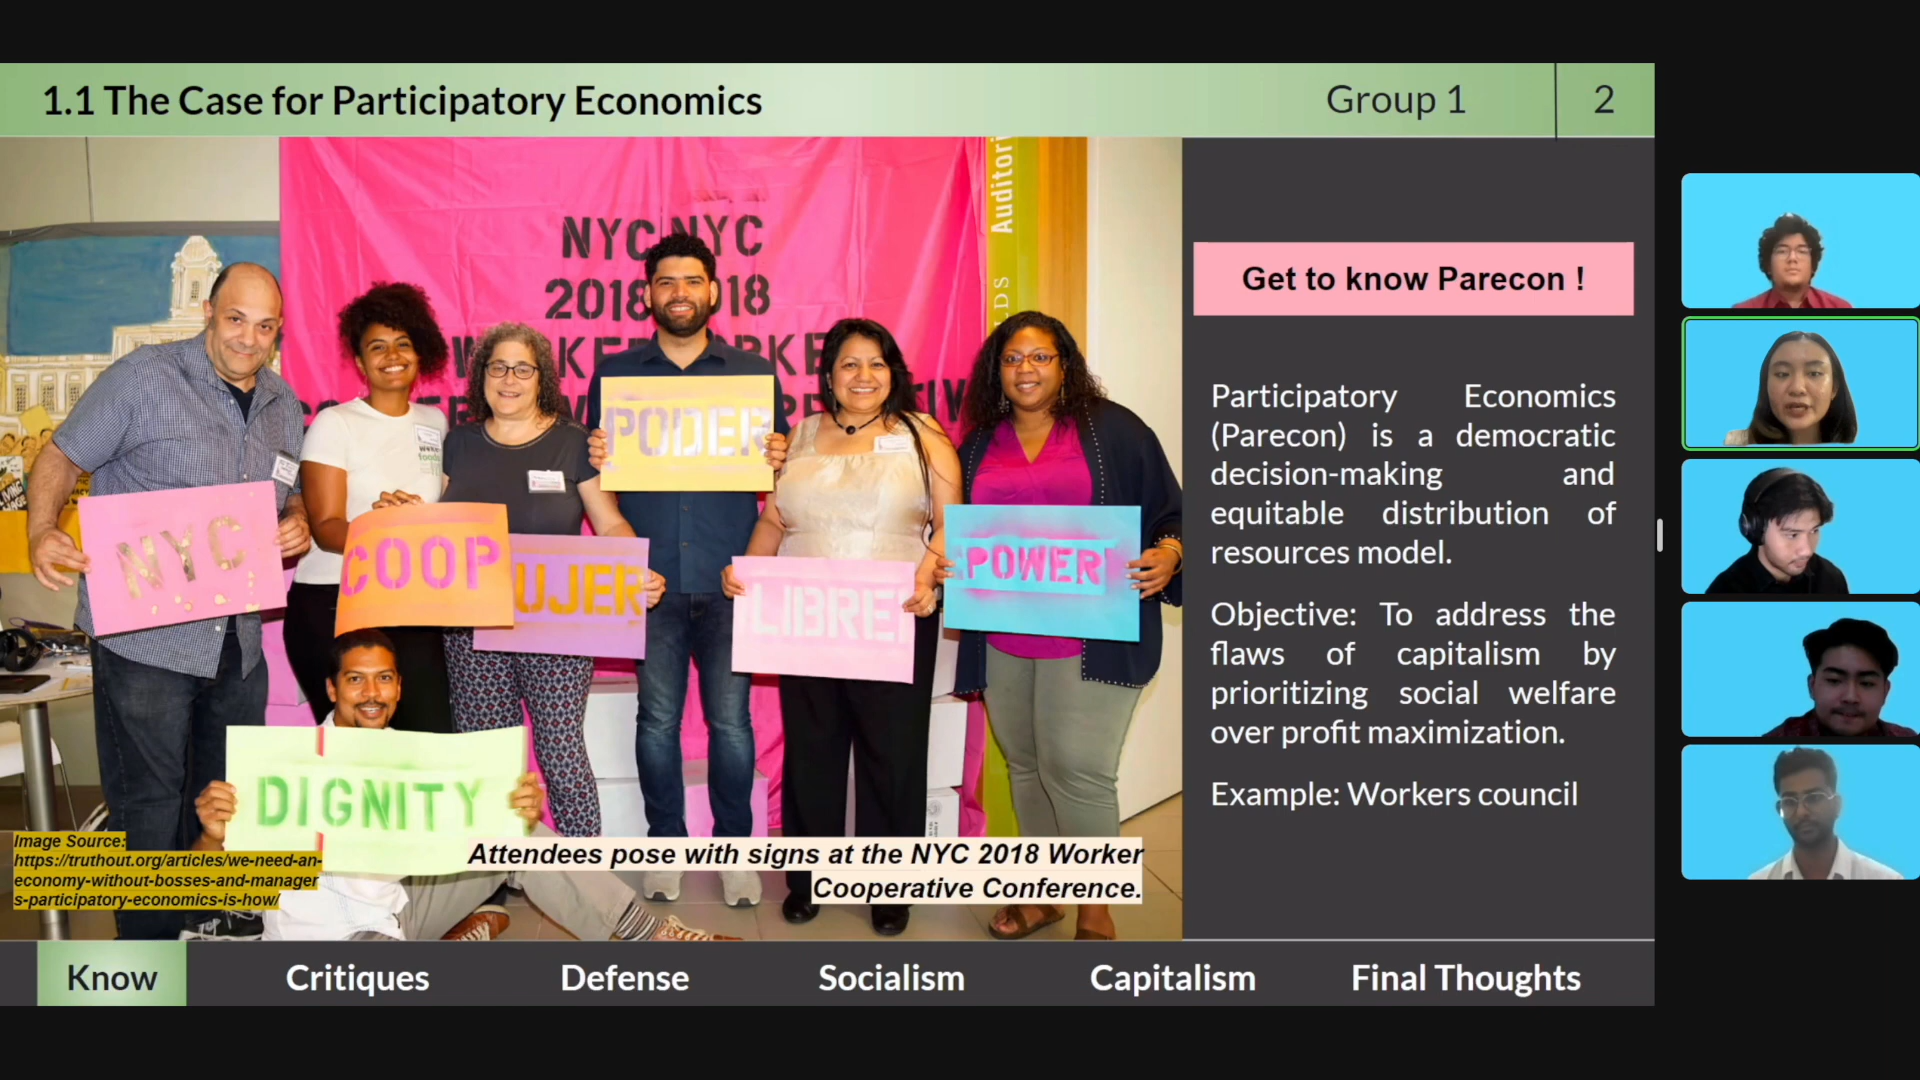 1.1 The Case for Participatory Economics
Group 1
2
Auditori
LDS
NYC NYC
2018
18
NYC
COOP
UJER
PODER
LIBRE
POWER
DIGNITY
Get to know Parecon !
Participatory Economics
(Parecon) is a democratic
decision-making and
equitable distribution of
resources model.
Objective: To address the
flaws of capitalism by
prioritizing social welfare
over profit maximization.
Example: Workers council
Image Source:
https://truthout.org/articles/we-need-an-
economy-without-bosses-and-manager
s-participatory-economics-is-how/
Attendees pose with signs at the NYC 2018 Worker
Cooperative Conference.
Know
Critiques
Defense
Socialism
Capitalism
Final Thoughts